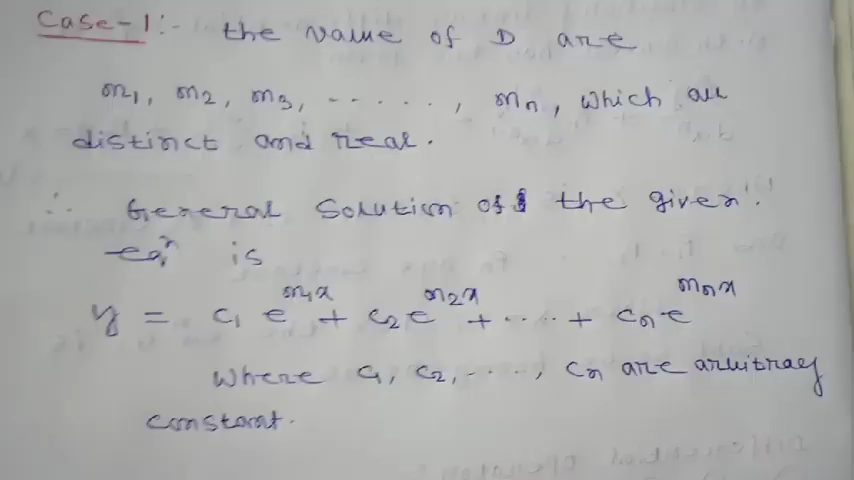 Case-1:- the value of D are
m1, m2, m3, ......, mn, which are
distinct and real.
∴ General Solution of the given
eqn is
y = c1 e^m1x + c2 e^m2x + .... + cn e^mnx
where c1, c2, ...., cn are arbitrary
constant.